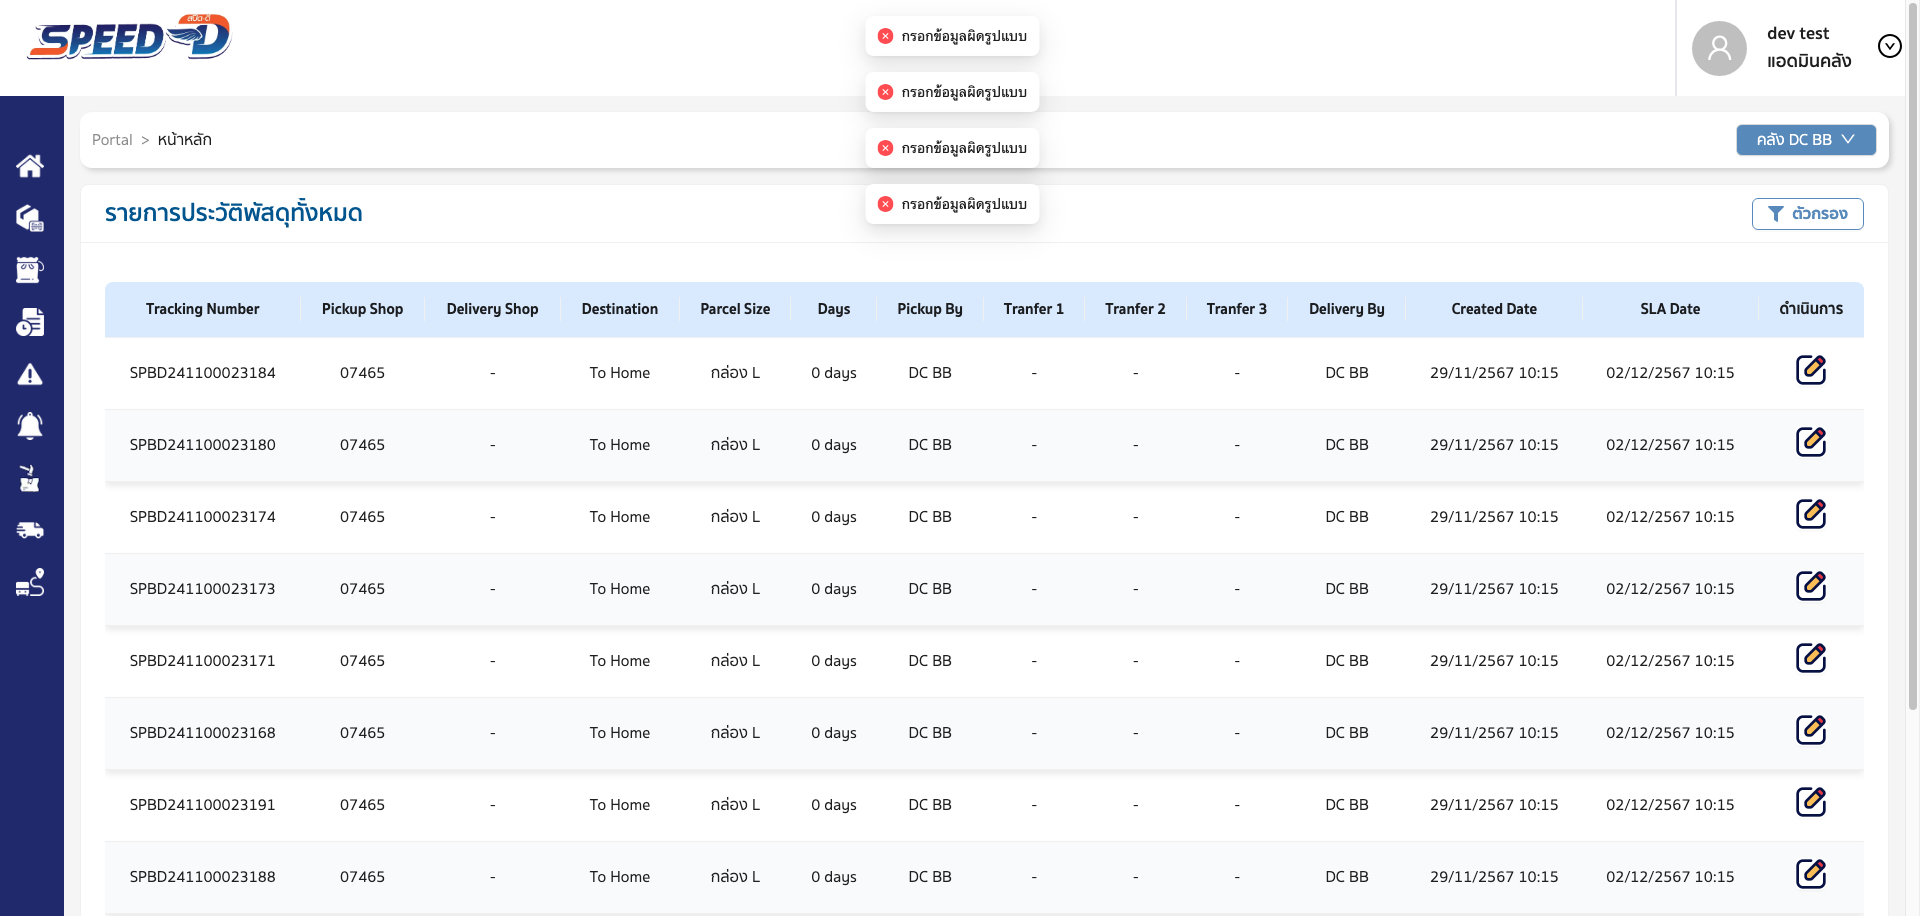 สปีด-ดี
SPEED-D
กรอกข้อมูลผิดรูปแบบ
กรอกข้อมูลผิดรูปแบบ
กรอกข้อมูลผิดรูปแบบ
กรอกข้อมูลผิดรูปแบบ
dev test
แอดมินคลัง
Portal > หน้าหลัก
คลัง DC BB
รายการประวัติพัสดุทั้งหมด
ตัวกรอง
Tracking Number Pickup Shop Delivery Shop Destination Parcel Size Days Pickup By Tranfer 1 Tranfer 2 Tranfer 3 Delivery By Created Date SLA Date ดำเนินการ
SPBD241100023184 07465 - To Home กล่อง L 0 days DC BB - - - DC BB 29/11/2567 10:15 02/12/2567 10:15
SPBD241100023180 07465 - To Home กล่อง L 0 days DC BB - - - DC BB 29/11/2567 10:15 02/12/2567 10:15
SPBD241100023174 07465 - To Home กล่อง L 0 days DC BB - - - DC BB 29/11/2567 10:15 02/12/2567 10:15
SPBD241100023173 07465 - To Home กล่อง L 0 days DC BB - - - DC BB 29/11/2567 10:15 02/12/2567 10:15
SPBD241100023171 07465 - To Home กล่อง L 0 days DC BB - - - DC BB 29/11/2567 10:15 02/12/2567 10:15
SPBD241100023168 07465 - To Home กล่อง L 0 days DC BB - - - DC BB 29/11/2567 10:15 02/12/2567 10:15
SPBD241100023191 07465 - To Home กล่อง L 0 days DC BB - - - DC BB 29/11/2567 10:15 02/12/2567 10:15
SPBD241100023188 07465 - To Home กล่อง L 0 days DC BB - - - DC BB 29/11/2567 10:15 02/12/2567 10:15